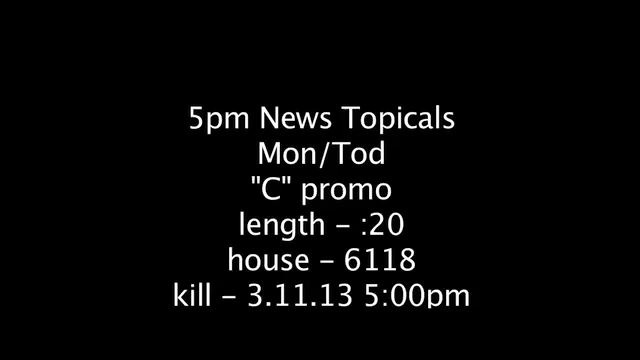 5pm News Topicals
Mon/Tod
"C" promo
length - :20
house - 6118
kill - 3.11.13 5:00pm